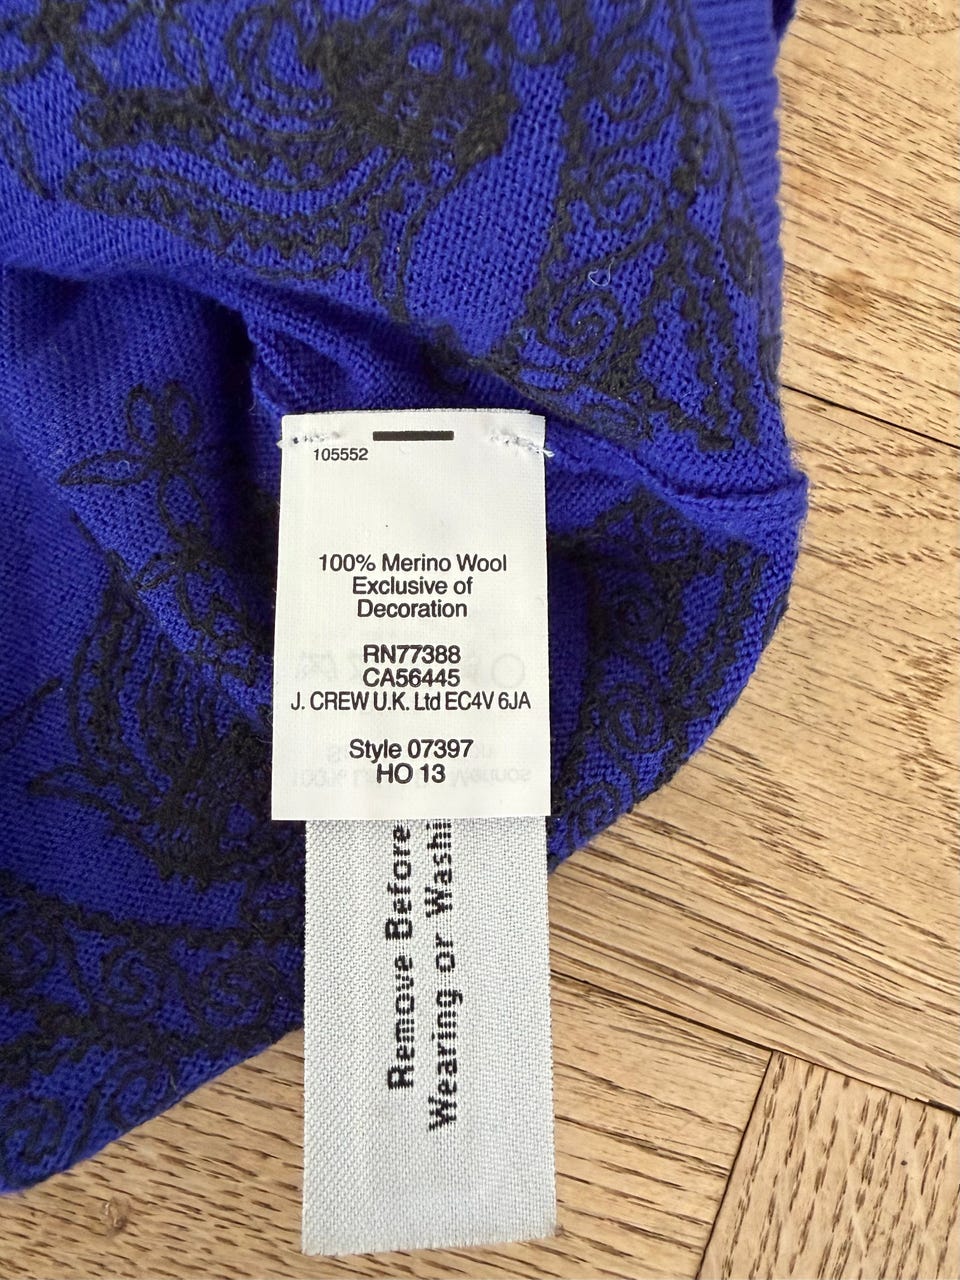 105552
100% Merino Wool
Exclusive of
Decoration
RN77388
CA56445
J. CREW U.K. Ltd EC4V 6JA
Style 07397
HO 13
Remove Before
Wearing or Washi